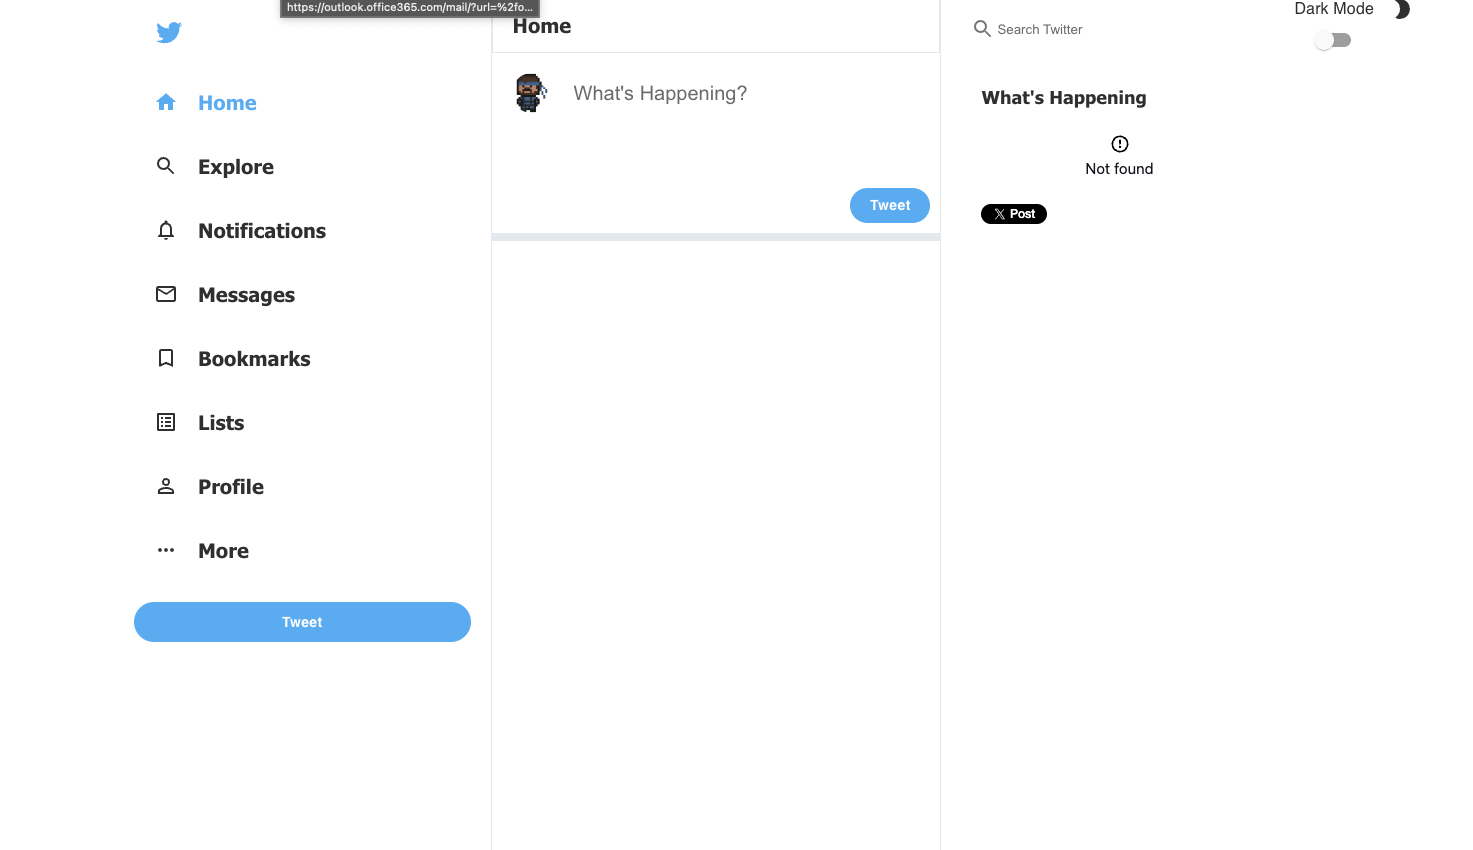 https://outlook.office365.com/mail/?url=%2fo...
Home
Explore
Notifications
Messages
Bookmarks
Lists
Profile
More
Tweet
Home
What's Happening?
Tweet
Search Twitter
Dark Mode
What's Happening
Not found
X Post